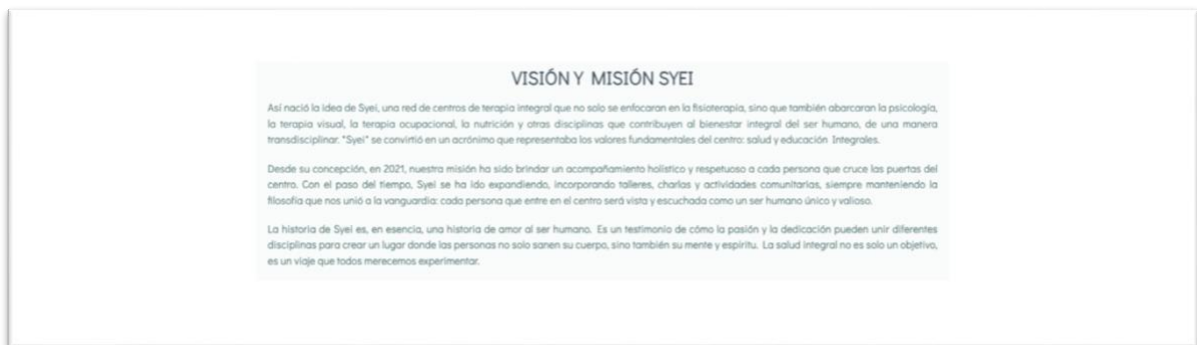 VISIÓN Y MISIÓN SYEI
Así nació la idea de Syei, una red de centros de terapia integral que no solo se enfocaran en la fisioterapia, sino que también abarcaran la psicología,
la terapia visual, la terapia ocupacional, la nutrición y otras disciplinas que contribuyen al bienestar integral del ser humano, de una manera
transdisciplinar. "Syei" se convirtió en un acrónimo que representaba los valores fundamentales del centro: salud y educación Integrales.
Desde su concepción, en 2021, nuestra misión ha sido brindar un acompañamiento holístico y respetuoso a cada persona que cruce las puertas del
centro. Con el paso del tiempo, Syei se ha ido expandiendo, incorporando talleres, charlas y actividades comunitarias, siempre manteniendo la
filosofía que nos unió a la vanguardia: cada persona que entre en el centro será vista y escuchada como un ser humano único y valioso.
La historia de Syei es, en esencia, una historia de amor al ser humano. Es un testimonio de cómo la pasión y la dedicación pueden unir diferentes
disciplinas para crear un lugar donde las personas no solo sanen su cuerpo, sino también su mente y espíritu. La salud integral no es solo un objetivo,
es un viaje que todos merecemos experimentar.